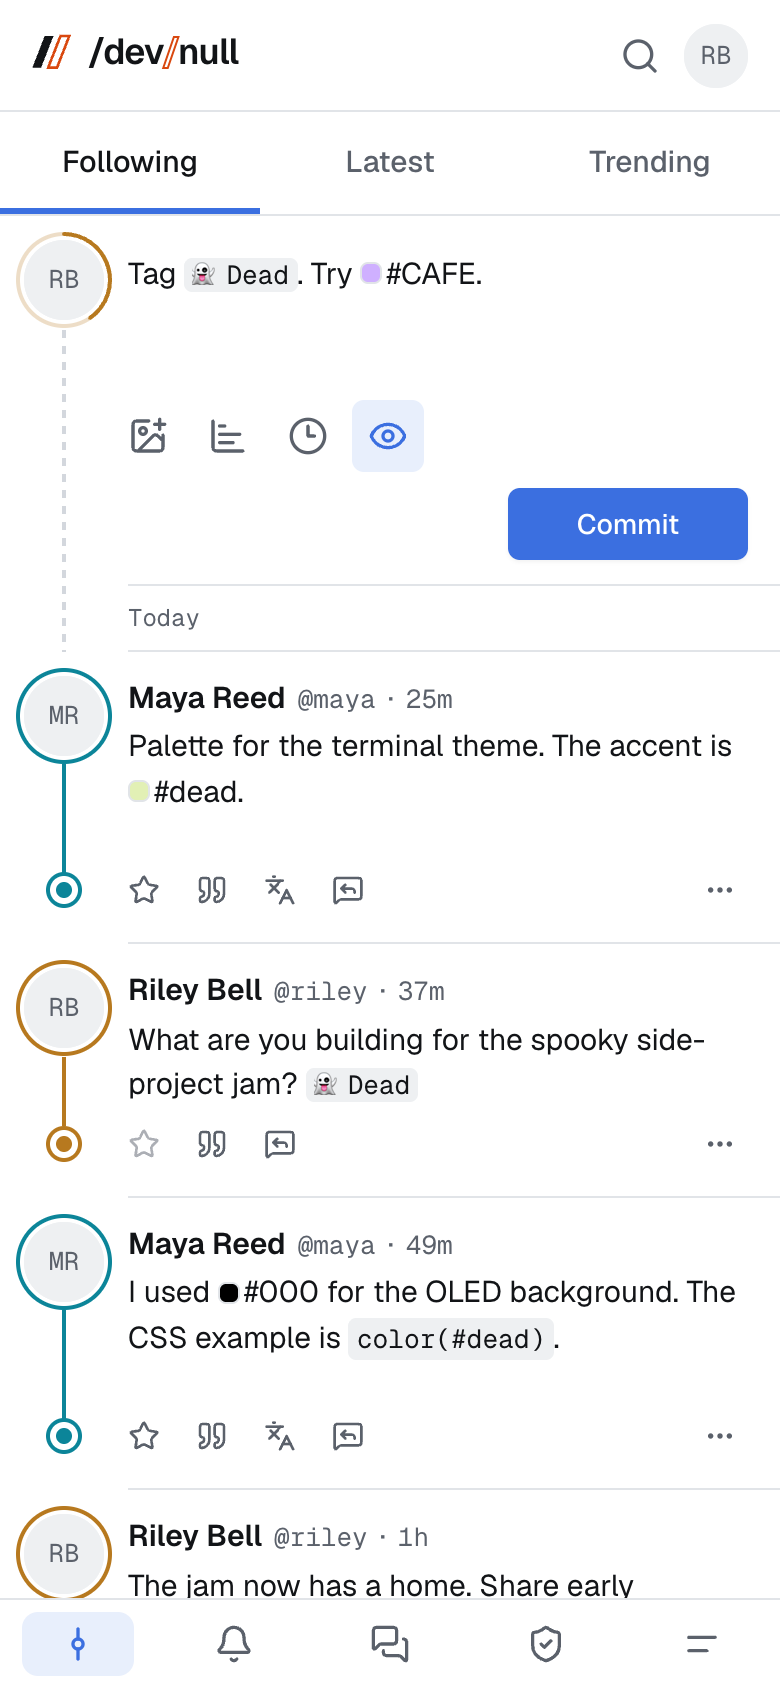 /dev//null
RB
Following
Latest
Trending
RB
Tag 👻 Dead. Try #CAFE.
Commit
Today
MR
Maya Reed @maya · 25m
Palette for the terminal theme. The accent is
#dead.
RB
Riley Bell @riley · 37m
What are you building for the spooky side-
project jam? 👻 Dead
MR
Maya Reed @maya · 49m
I used #000 for the OLED background. The
CSS example is color(#dead).
RB
Riley Bell @riley · 1h
The jam now has a home. Share early